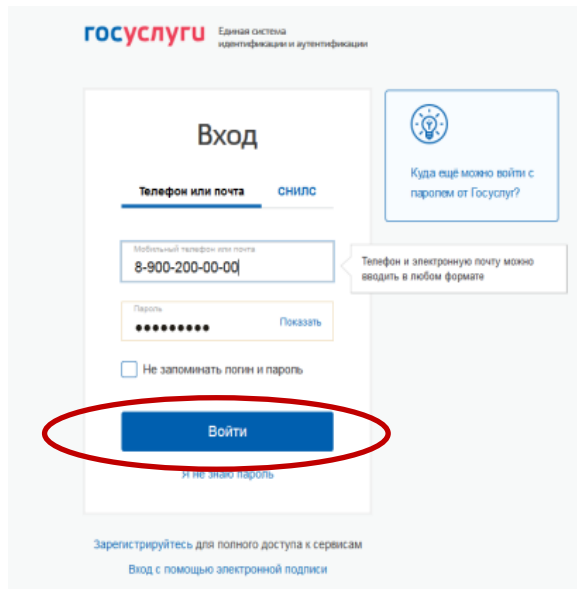 госуслуги
Единая система
идентификации и аутентификации
Вход
Телефон или почта
СНИЛС
Мобильный телефон или почта
8-900-200-00-00
Пароль
●●●●●●●●●
Показать
Не запоминать логин и пароль
Войти
Я не знаю пароль
Куда ещё можно войти с
паролем от Госуслуг?
Телефон и электронную почту можно
вводить в любом формате
Зарегистрируйтесь для полного доступа к сервисам
Вход с помощью электронной подписи